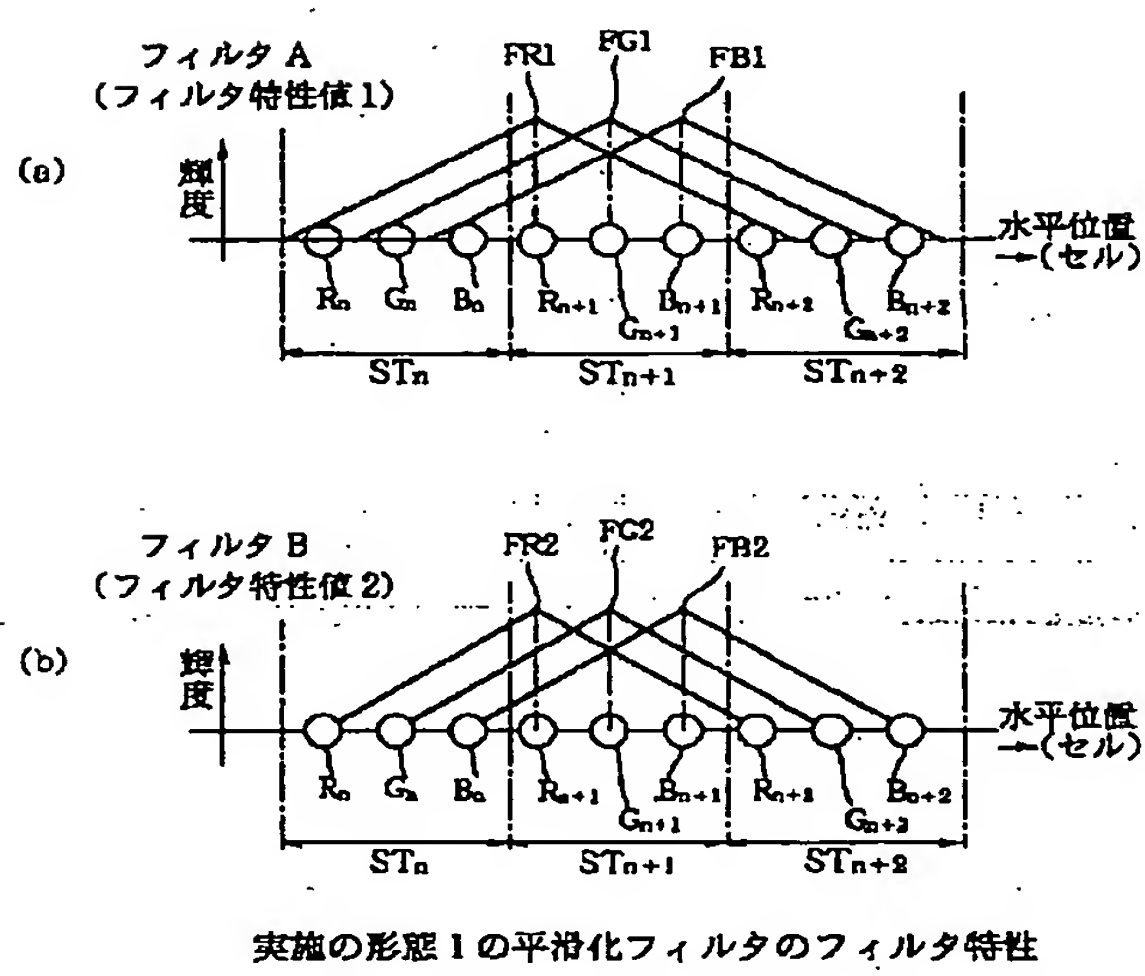 フィルタA
(フィルタ特性値1)
FR1
FG1
FB1
(a)
輝度
水平位置
→(セル)
Rn
Gn
Bn
Rn+1
Gn+1
Bn+1
Rn+2
Gn+2
Bn+2
STn
STn+1
STn+2
フィルタB
(フィルタ特性値2)
FR2
FG2
FB2
(b)
輝度
水平位置
→(セル)
Rn
Gn
Bn
Rn+1
Gn+1
Bn+1
Rn+2
Gn+2
Bn+2
STn
STn+1
STn+2
実施の形態1の平滑化フィルタのフィルタ特性